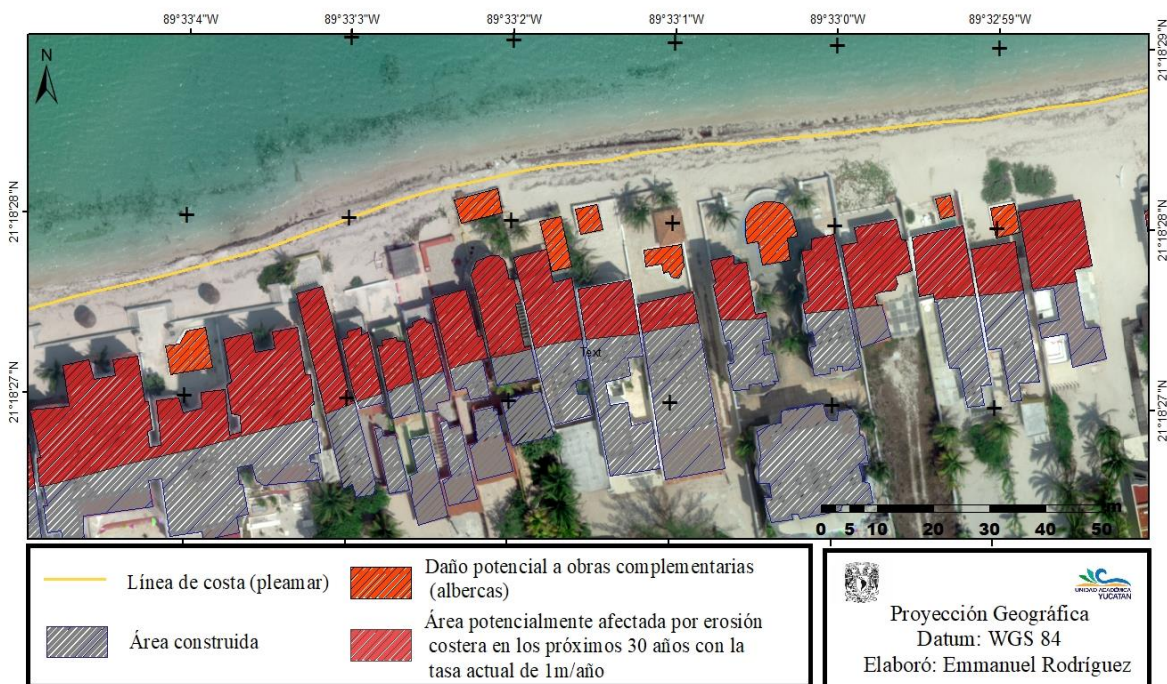 89°33'4"W 89°33'3"W 89°33'2"W 89°33'1"W 89°33'0"W 89°32'59"W
N
21°18'29"N
21°18'28"N
21°18'28"N
Text
21°18'27"N
21°18'27"N
m
0 5 10 20 30 40 50
Línea de costa (pleamar)
Área construida
Daño potencial a obras complementarias
(albercas)
Área potencialmente afectada por erosión
costera en los próximos 30 años con la
tasa actual de 1m/año
UNIDAD ACADÉMICA
YUCATÁN
Proyección Geográfica
Datum: WGS 84
Elaboró: Emmanuel Rodríguez